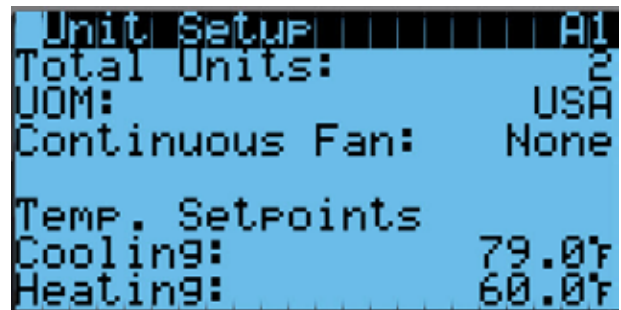 Unit Setup A1
Total Units: 2
UOM: USA
Continuous Fan: None
Temp. Setpoints
Cooling: 79.0°F
Heating: 60.0°F